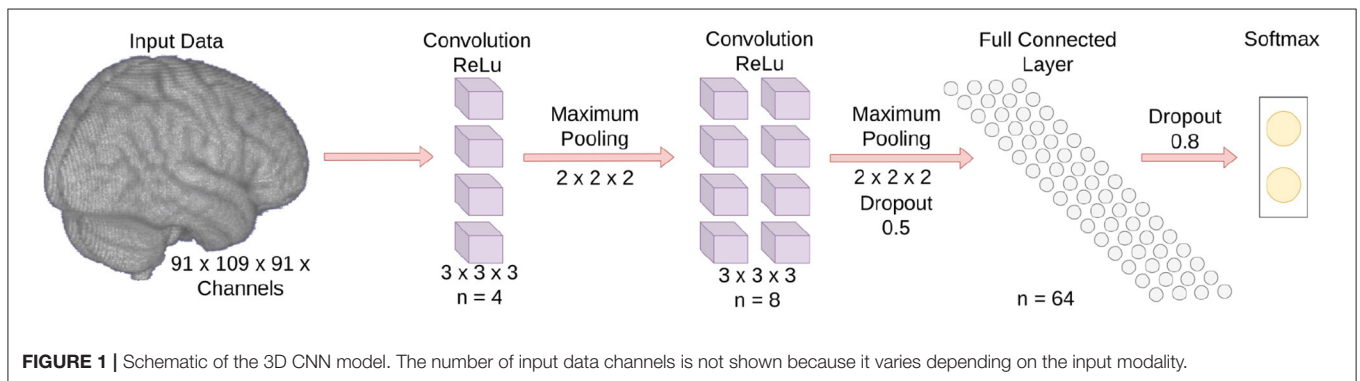 Input Data
91 x 109 x 91 x
Channels
Convolution
ReLu
3 x 3 x 3
n = 4
Maximum
Pooling
2 x 2 x 2
Convolution
ReLu
3 x 3 x 3
n = 8
Maximum
Pooling
2 x 2 x 2
Dropout
0.5
Full Connected
Layer
n = 64
Dropout
0.8
Softmax
FIGURE 1 | Schematic of the 3D CNN model. The number of input data channels is not shown because it varies depending on the input modality.